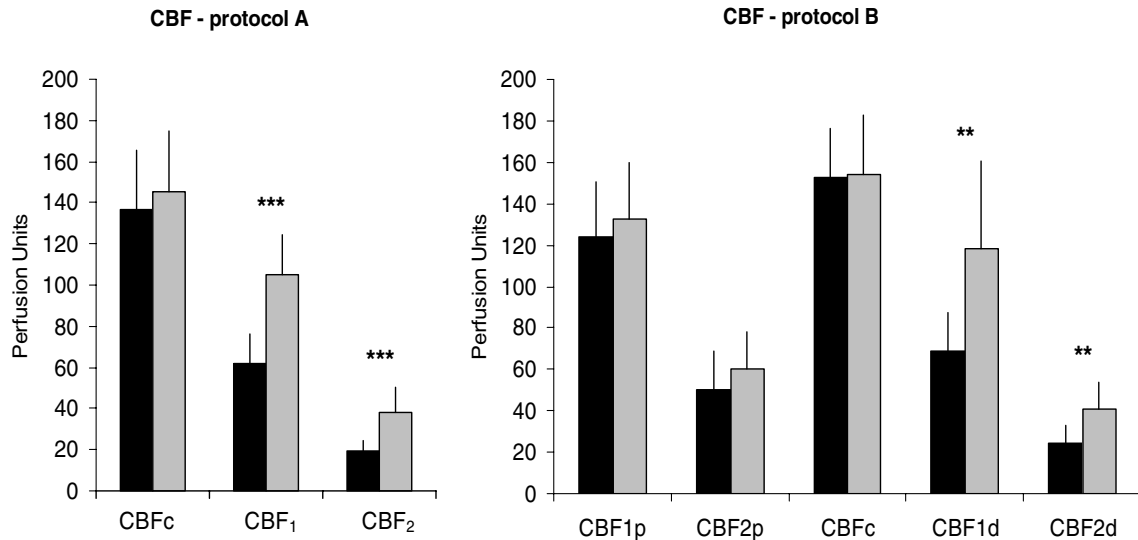 CBF - protocol A
CBF - protocol B
Perfusion Units
200
180
160
140
120
100
80
60
40
20
0
***
***
CBFc
CBF₁
CBF₂
Perfusion Units
200
180
160
140
120
100
80
60
40
20
0
**
**
CBF1p
CBF2p
CBFc
CBF1d
CBF2d